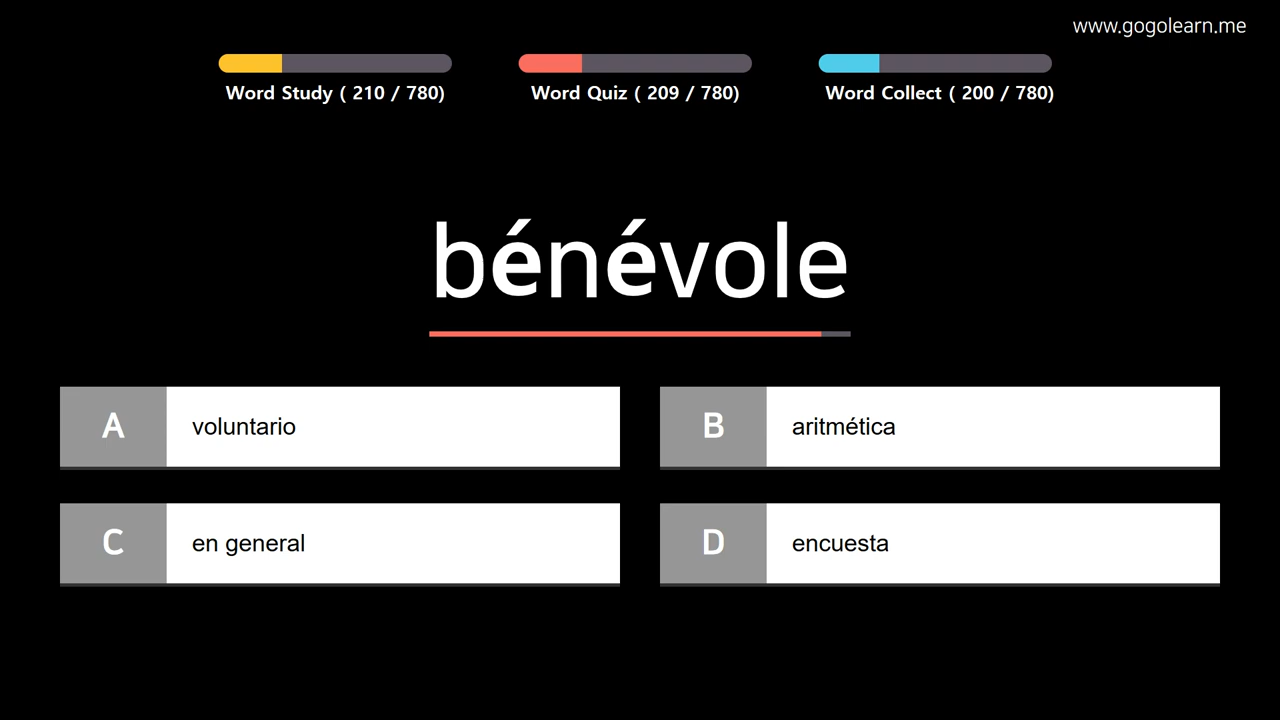 www.gogolearn.me
Word Study ( 210 / 780)
Word Quiz ( 209 / 780)
Word Collect ( 200 / 780)
bénévole
A voluntario
B aritmética
C en general
D encuesta